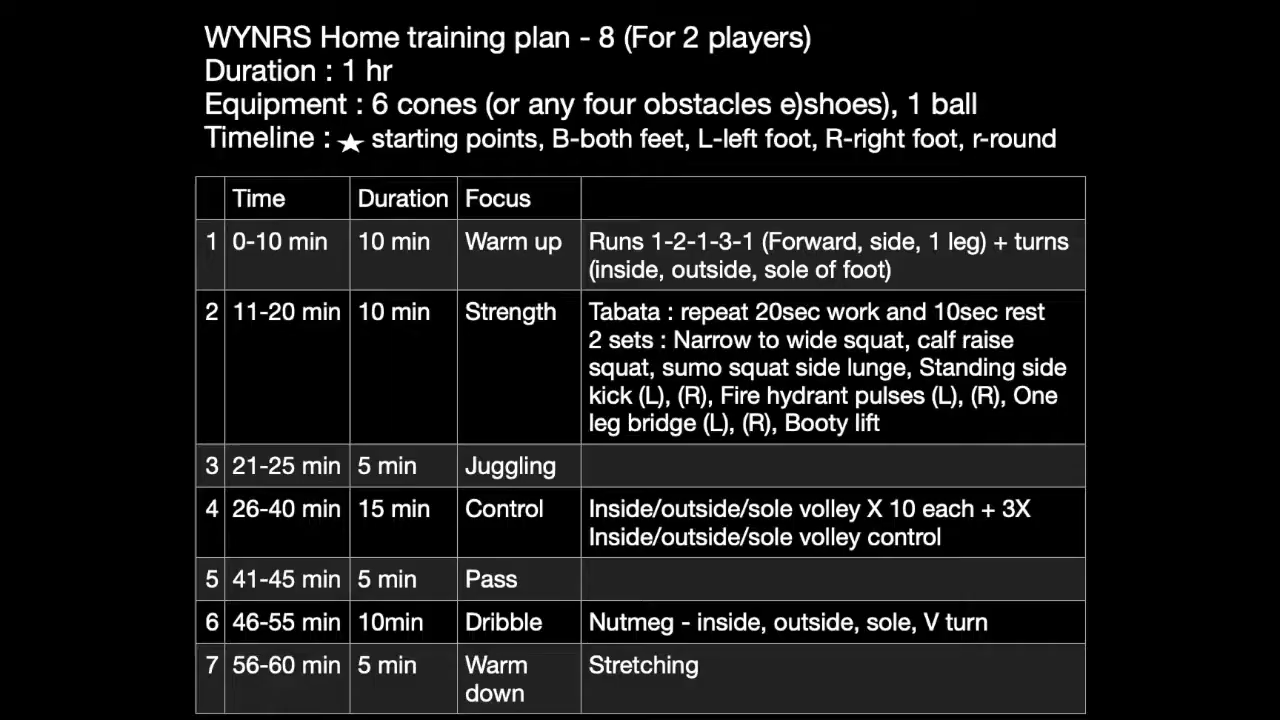 WYNRS Home training plan - 8 (For 2 players)
Duration : 1 hr
Equipment : 6 cones (or any four obstacles e)shoes), 1 ball
Timeline : ★ starting points, B-both feet, L-left foot, R-right foot, r-round
Time Duration Focus
1 0-10 min 10 min Warm up Runs 1-2-1-3-1 (Forward, side, 1 leg) + turns
(inside, outside, sole of foot)
2 11-20 min 10 min Strength Tabata : repeat 20sec work and 10sec rest
2 sets : Narrow to wide squat, calf raise
squat, sumo squat side lunge, Standing side
kick (L), (R), Fire hydrant pulses (L), (R), One
leg bridge (L), (R), Booty lift
3 21-25 min 5 min Juggling
4 26-40 min 15 min Control Inside/outside/sole volley X 10 each + 3X
Inside/outside/sole volley control
5 41-45 min 5 min Pass
6 46-55 min 10min Dribble Nutmeg - inside, outside, sole, V turn
7 56-60 min 5 min Warm Stretching
down